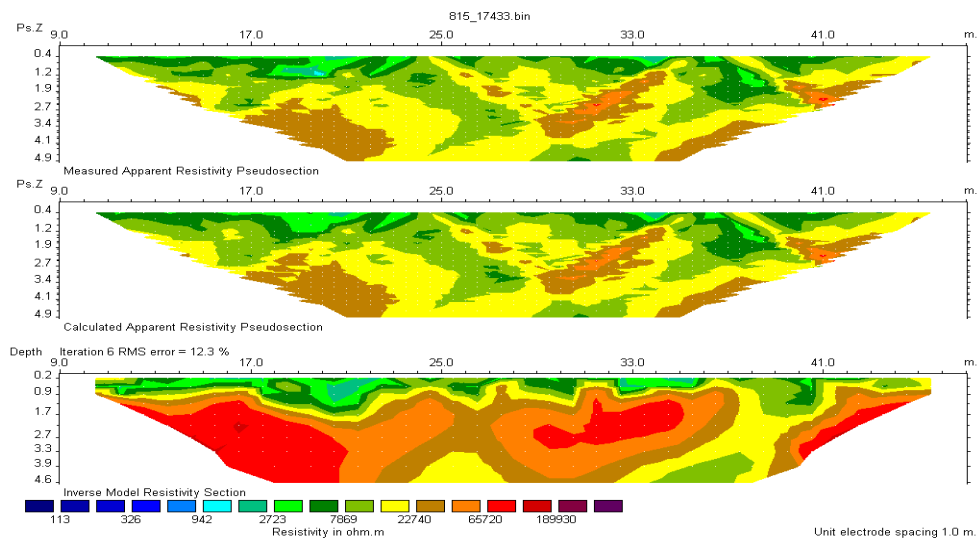 815_17433.bin
Ps.Z
9.0 17.0 25.0 33.0 41.0 m.
0.4
1.2
1.9
2.7
3.4
4.1
4.9
Measured Apparent Resistivity Pseudosection
Ps.Z
9.0 17.0 25.0 33.0 41.0 m.
0.4
1.2
1.9
2.7
3.4
4.1
4.9
Calculated Apparent Resistivity Pseudosection
Depth Iteration 6 RMS error = 12.3 %
9.0 17.0 25.0 33.0 41.0 m.
0.2
0.9
1.7
2.7
3.3
3.9
4.6
Inverse Model Resistivity Section
113 326 942 2723 7869 22740 65720 189930
Resistivity in ohm.m Unit electrode spacing 1.0 m.